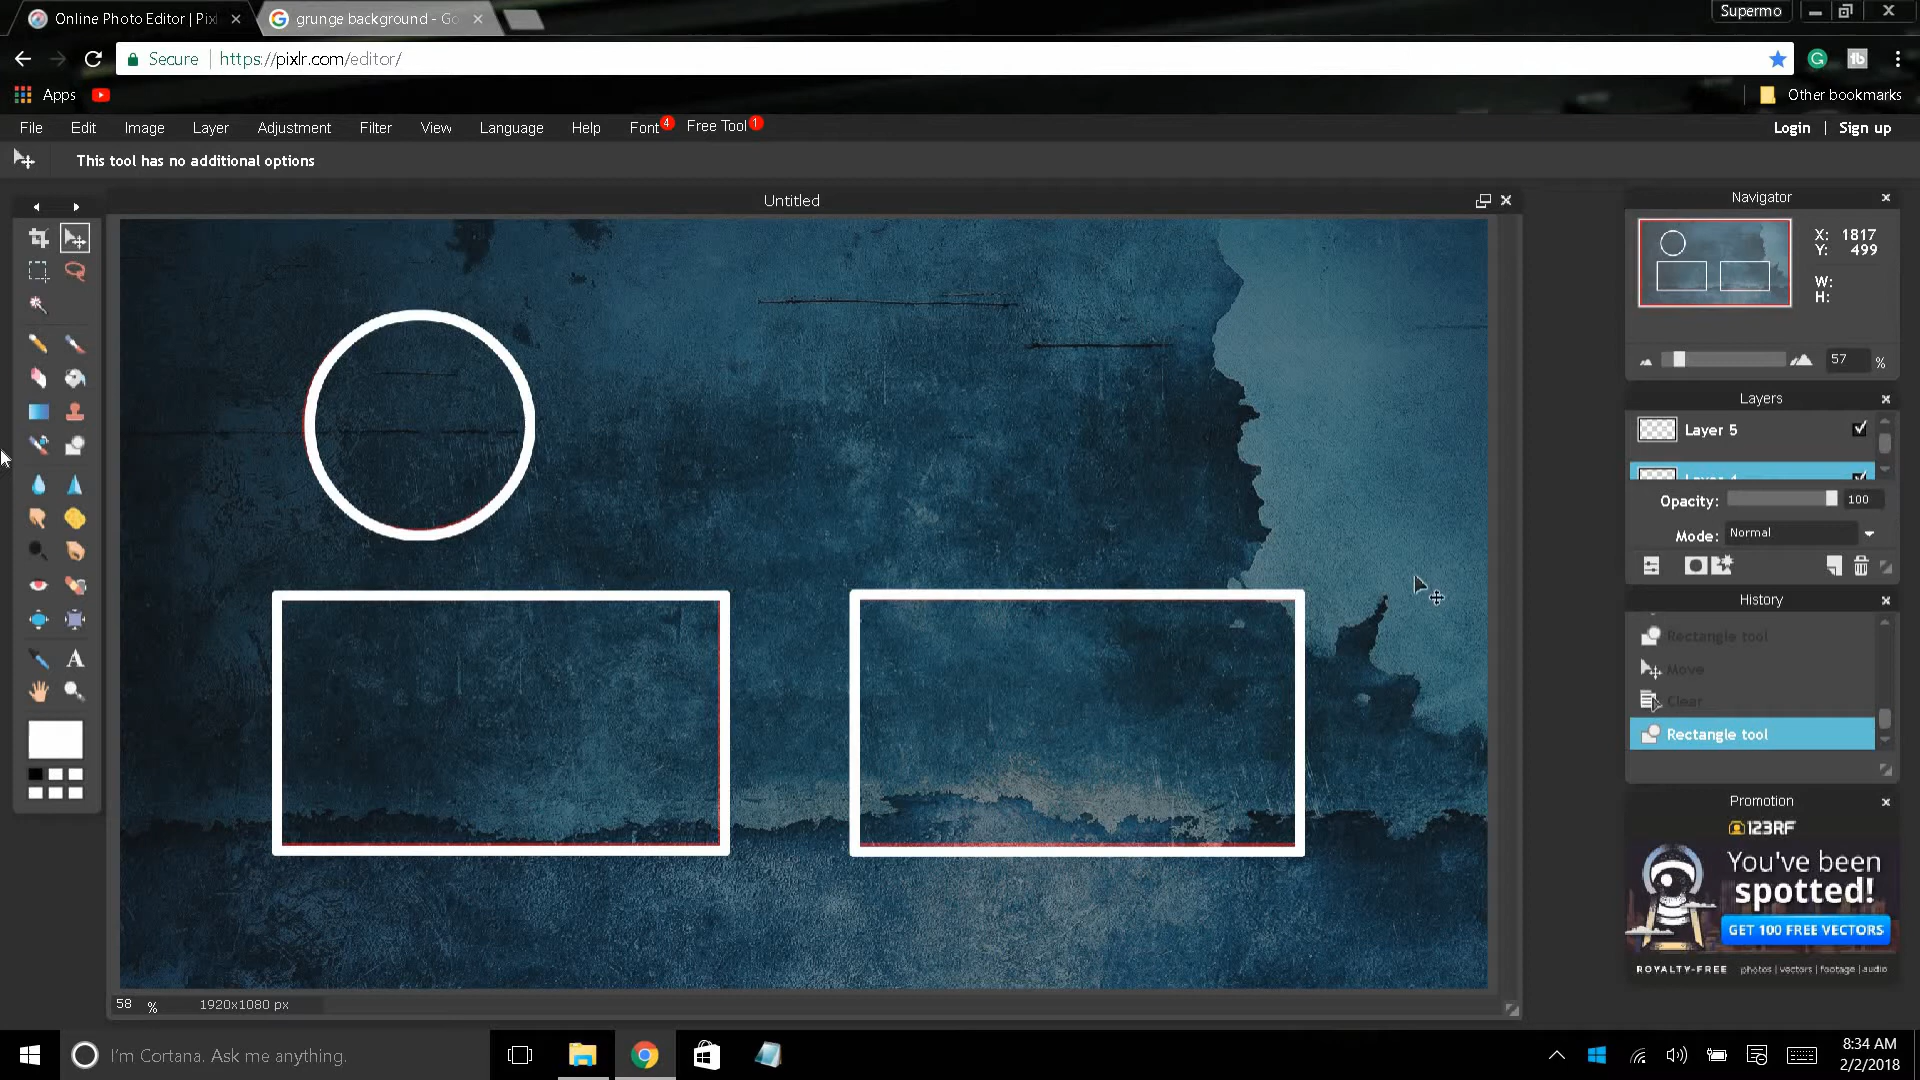 Online Photo Editor | Pixl
grunge background - Go
Supermo
Secure
https://pixlr.com/editor/
Apps
Other bookmarks
File Edit Image Layer Adjustment Filter View Language Help Font 4 Free Tool 1
Login | Sign up
This tool has no additional options
Untitled
Navigator
X: 1817
Y: 499
W:
H:
57 %
Layers
Layer 5
Layer 4
Opacity: 100
Mode: Normal
History
Rectangle tool
Move
Clear
Rectangle tool
A
Promotion
123RF
You've been
spotted!
GET 100 FREE VECTORS
ROYALTY-FREE photos | vectors | footage | audio
58 % 1920x1080 px
I'm Cortana. Ask me anything.
8:34 AM
2/2/2018